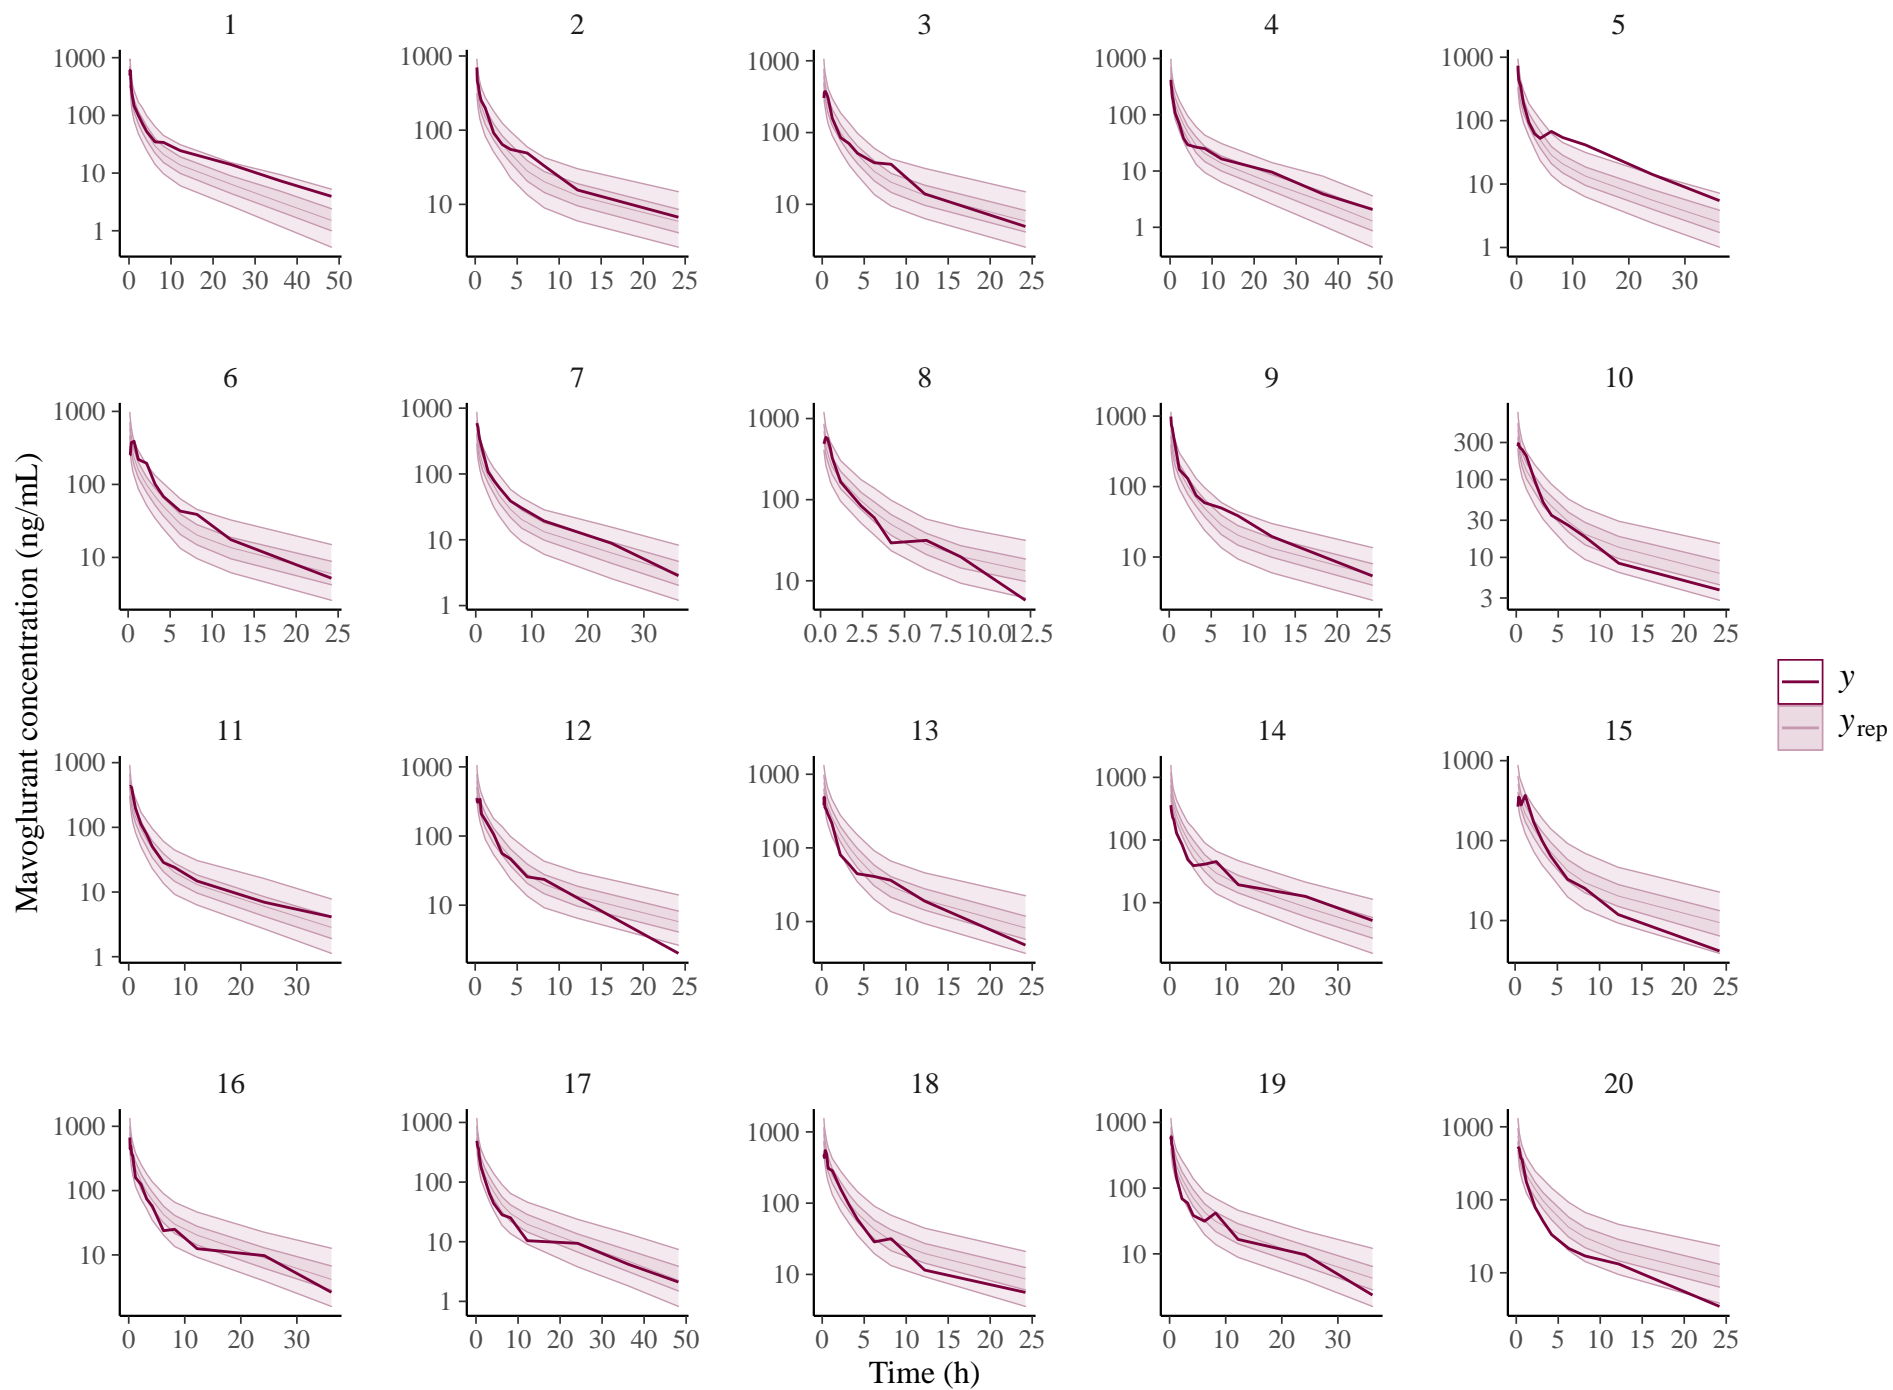 1 2 3 4 5
1000 1000 1000 1000 1000
100 100 100 100 100
10 10 10 10 10
1 1 1
0 10 20 30 40 50 0 5 10 15 20 25 0 5 10 15 20 25 0 10 20 30 40 50 0 10 20 30
6 7 8 9 10
1000 1000 1000 1000 300
100 100 100 100 100
30
10 10 10 10 10
1 3
0 5 10 15 20 25 0 10 20 30 0.0 2.5 5.0 7.5 10.0 12.5 0 5 10 15 20 25 0 5 10 15 20 25
Mavoglurant concentration (ng/mL)
y
yrep
11 12 13 14 15
1000 1000 1000 1000 1000
100 100 100 100 100
10 10 10 10 10
1
0 10 20 30 0 5 10 15 20 25 0 5 10 15 20 25 0 10 20 30 0 5 10 15 20 25
16 17 18 19 20
1000 1000 1000 1000 1000
100 100 100 100 100
10 10 10 10 10
1
0 10 20 30 0 10 20 30 40 50 0 5 10 15 20 25 0 10 20 30 0 5 10 15 20 25
Time (h)